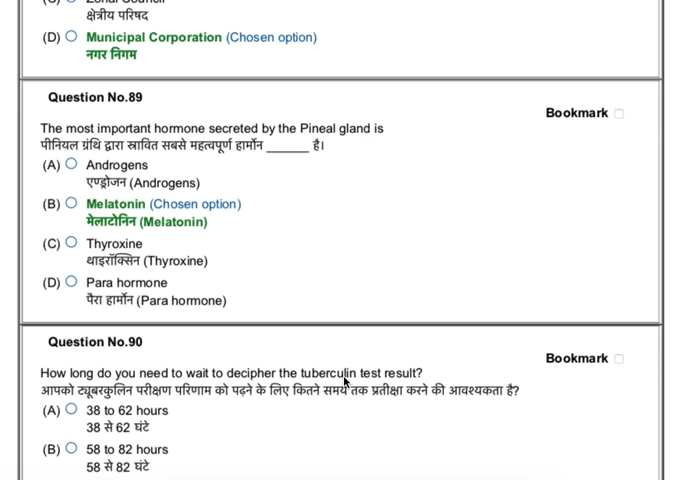 क्षेत्रीय परिषद
(D) Municipal Corporation (Chosen option)
नगर निगम
Question No.89
Bookmark
The most important hormone secreted by the Pineal gland is
पीनियल ग्रंथि द्वारा स्रावित सबसे महत्वपूर्ण हार्मोन ______ है।
(A) Androgens
एण्ड्रोजन (Androgens)
(B) Melatonin (Chosen option)
मेलाटोनिन (Melatonin)
(C) Thyroxine
थाइरॉक्सिन (Thyroxine)
(D) Para hormone
पैरा हार्मोन (Para hormone)
Question No.90
Bookmark
How long do you need to wait to decipher the tuberculin test result?
आपको ट्यूबरकुलिन परीक्षण परिणाम को पढ़ने के लिए कितने समय तक प्रतीक्षा करने की आवश्यकता है?
(A) 38 to 62 hours
38 से 62 घंटे
(B) 58 to 82 hours
58 से 82 घंटे